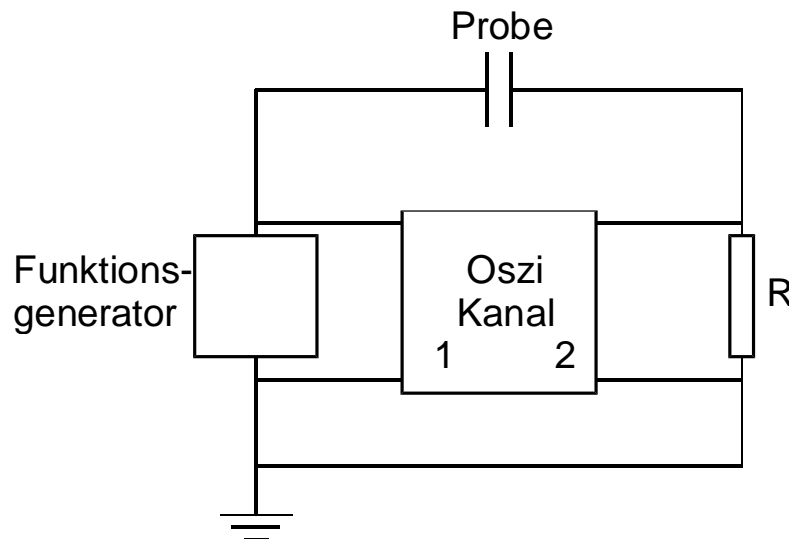 Probe
Funktions-
generator
Oszi
Kanal
1 2
R